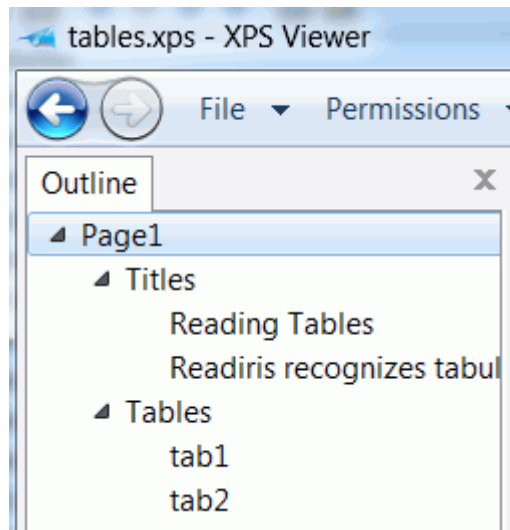 tables.xps - XPS Viewer
File Permissions
Outline
Page1
Titles
Reading Tables
Readiris recognizes tabul
Tables
tab1
tab2